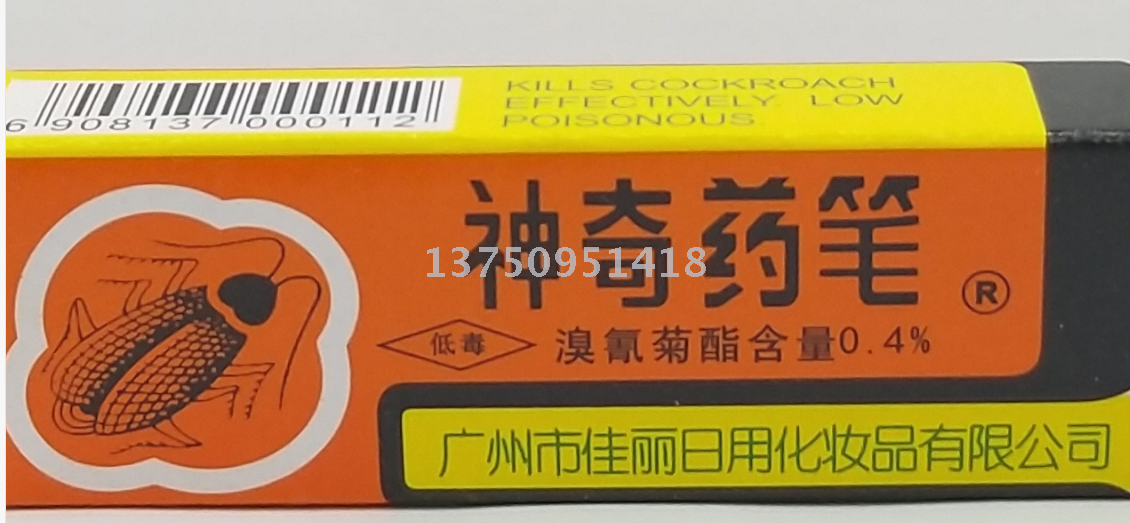 KILLS COCKROACH
EFFECTIVELY. LOW
POISONOUS.
6 908137 000112
神奇药笔
13750951418
®
低毒
溴氰菊酯含量0.4%
广州市佳丽日用化妆品有限公司